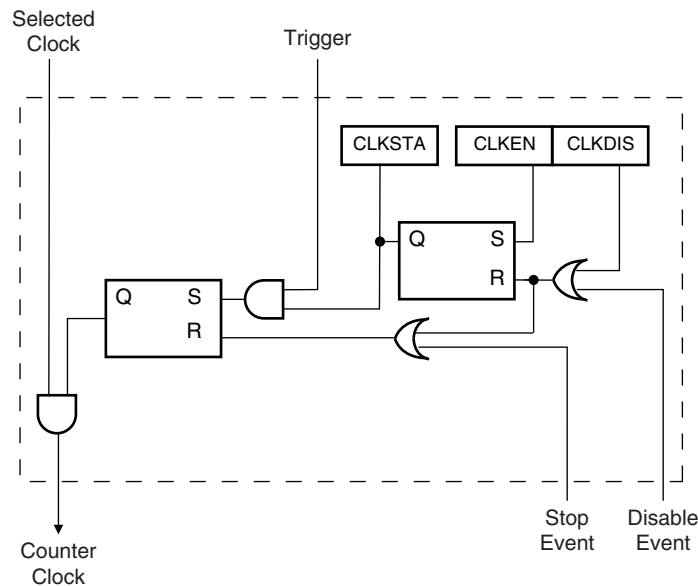 Selected
Clock
Trigger
CLKSTA
CLKEN
CLKDIS
Q
S
R
Q
S
R
Stop
Event
Disable
Event
Counter
Clock